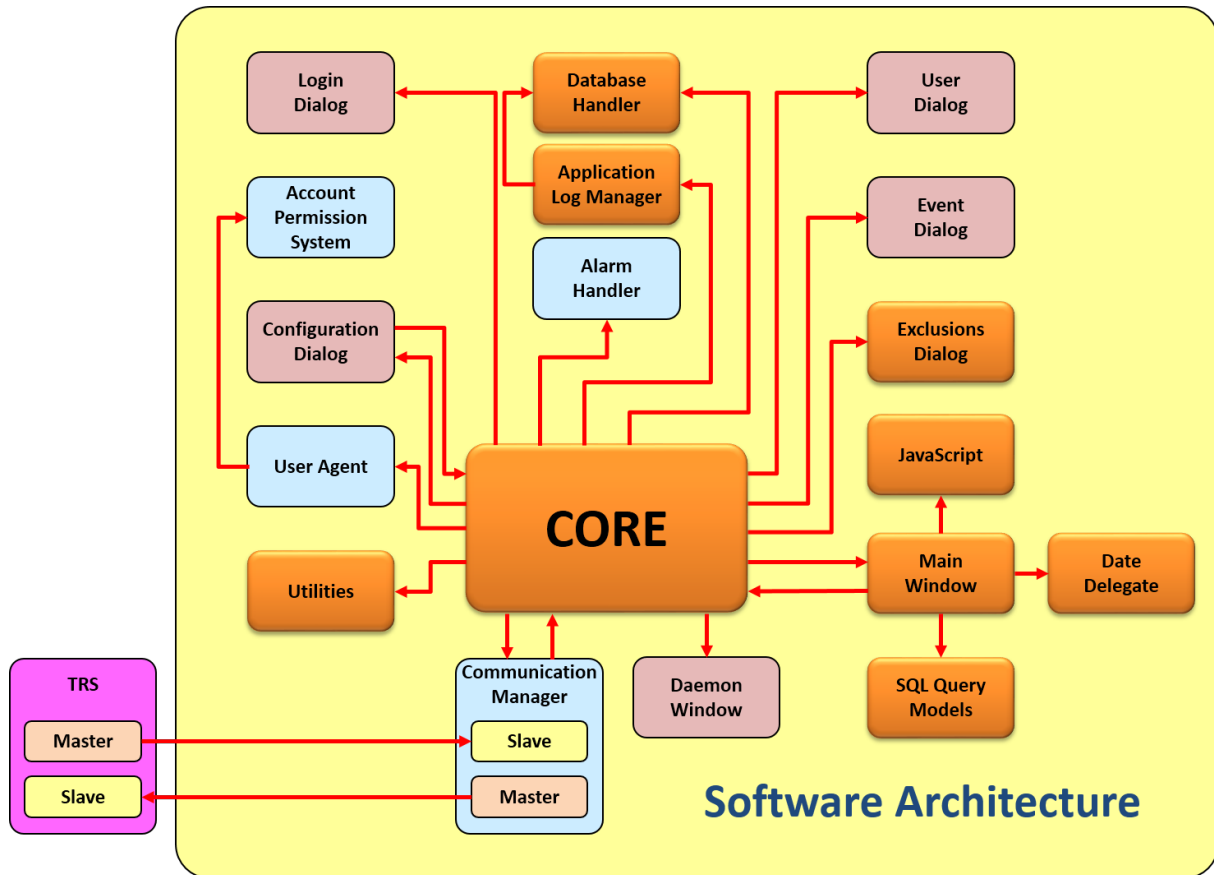 Login
Dialog
Database
Handler
User
Dialog
Application
Log Manager
Account
Permission
System
Event
Dialog
Alarm
Handler
Configuration
Dialog
Exclusions
Dialog
User Agent
JavaScript
CORE
Utilities
Main
Window
Date
Delegate
TRS
Master
Slave
Communication
Manager
Slave
Master
Daemon
Window
SQL Query
Models
Software Architecture